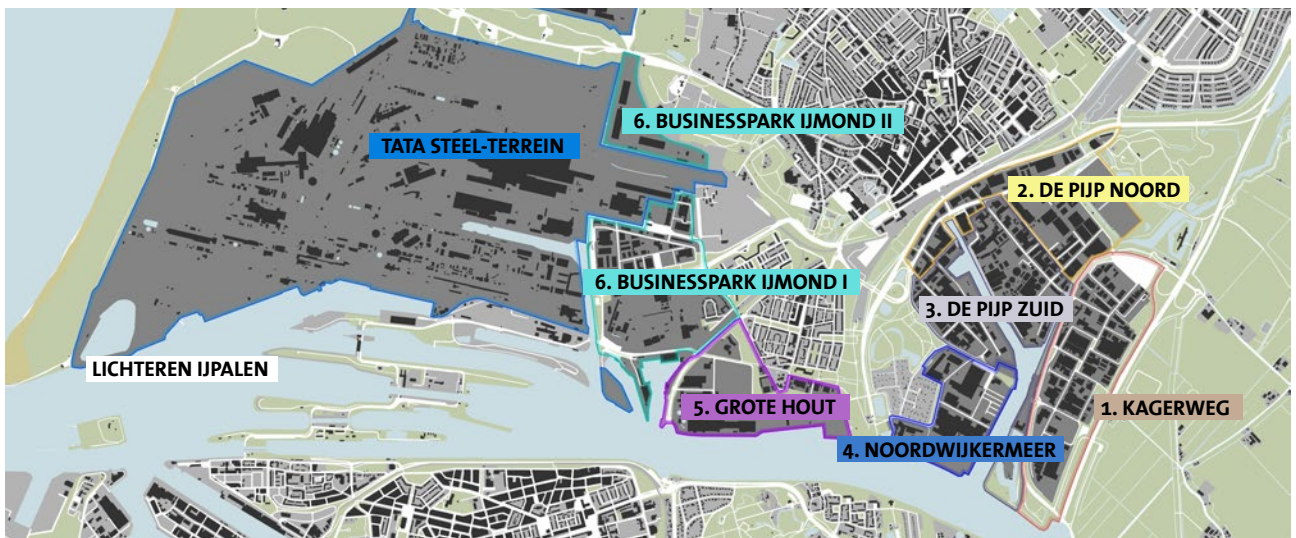 6. BUSINESSPARK IJMOND II
TATA STEEL-TERREIN
2. DE PIJP NOORD
6. BUSINESSPARK IJMOND I
3. DE PIJP ZUID
LICHTEREN IJPALEN
5. GROTE HOUT
1. KAGERWEG
4. NOORDWIJKERMEER